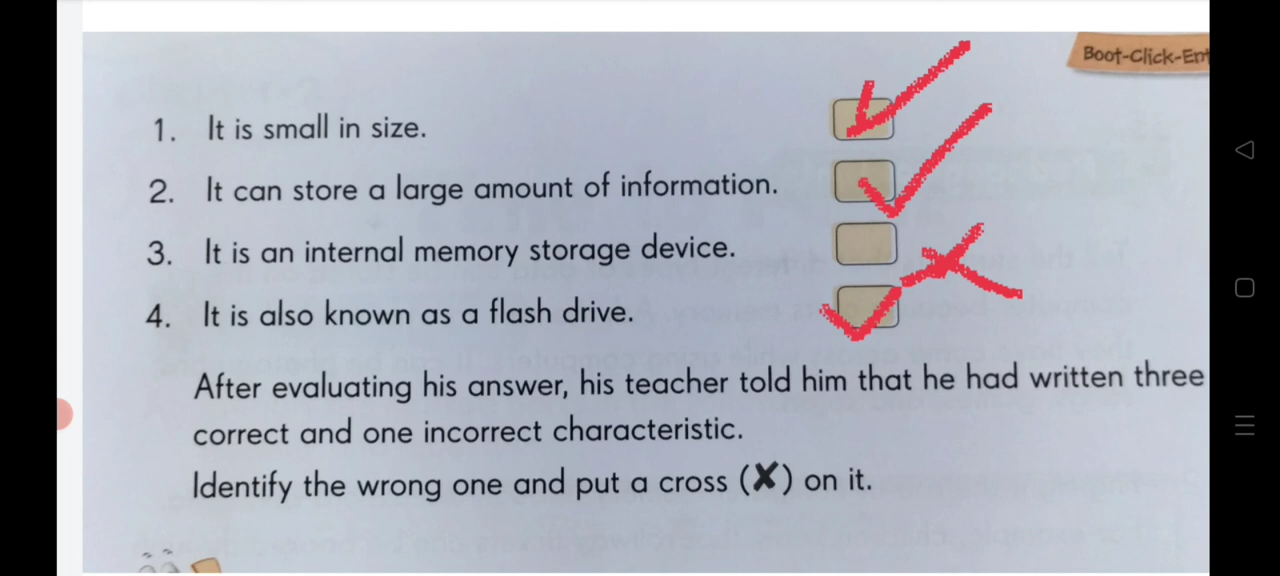 Boot-Click-Ent
1. It is small in size.
2. It can store a large amount of information.
3. It is an internal memory storage device.
4. It is also known as a flash drive.
After evaluating his answer, his teacher told him that he had written three
correct and one incorrect characteristic.
Identify the wrong one and put a cross (✗) on it.